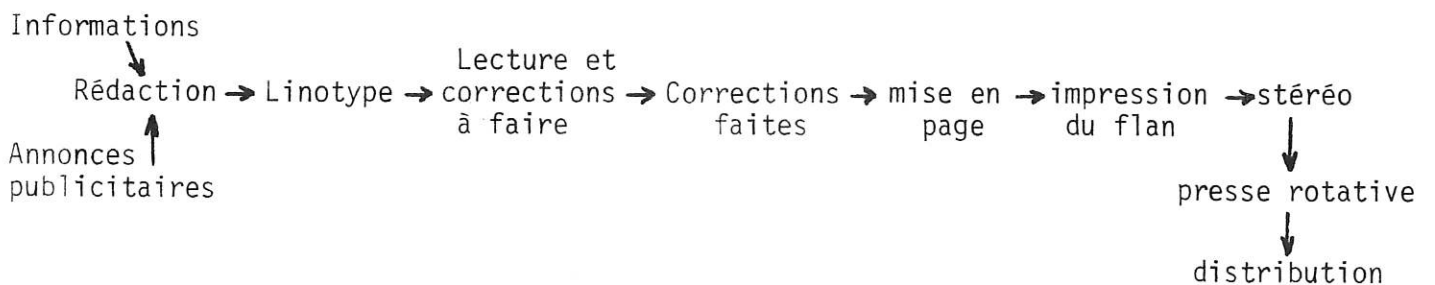 Informations
Lecture et
Rédaction → Linotype → corrections → Corrections → mise en → impression → stéréo
à faire faites page du flan
Annonces
publicitaires
presse rotative
distribution